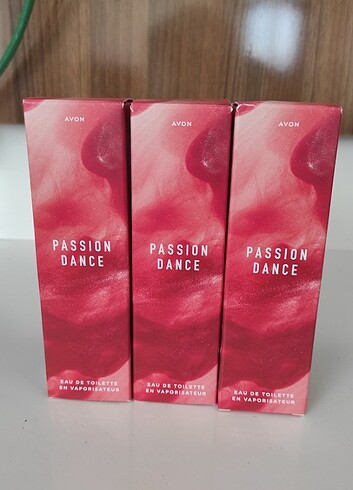 AVON
PASSION
DANCE
EAU DE TOILETTE
EN VAPORISATEUR
AVON
PASSION
DANCE
EAU DE TOILETTE
EN VAPORISATEUR
AVON
PASSION
DANCE
EAU DE TOILETTE
EN VAPORISATEUR